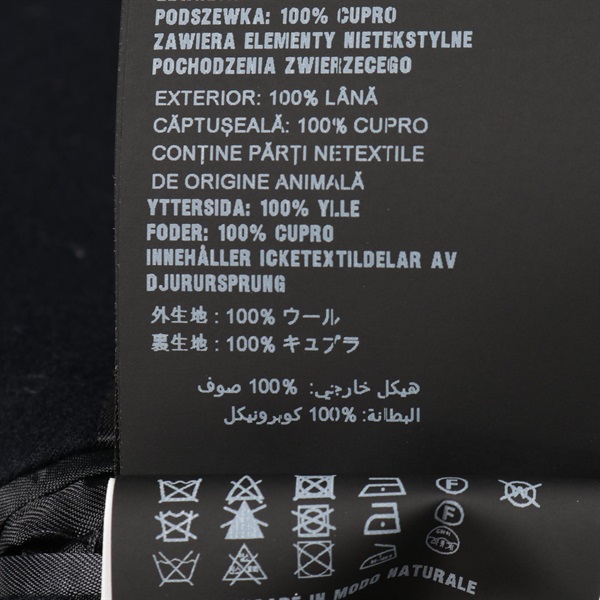 PODSZEWKA: 100% CUPRO
ZAWIERA ELEMENTY NIETEKSTYLNE
POCHODZENIA ZWIERZECEGO
EXTERIOR: 100% LÂNĂ
CĂPTUȘEALĂ: 100% CUPRO
CONȚINE PĂRȚI NETEXTILE
DE ORIGINE ANIMALĂ
YTTERSIDA: 100% YLLE
FODER: 100% CUPRO
INNEHÅLLER ICKETEXTILDELAR AV
DJURURSPRUNG
外生地 : 100% ウール
裏生地 : 100% キュプラ
هيكل خارجي: 100% صوف
البطانة: 100% كوبرونيكل
F
W
F
IN MODO NATURALE